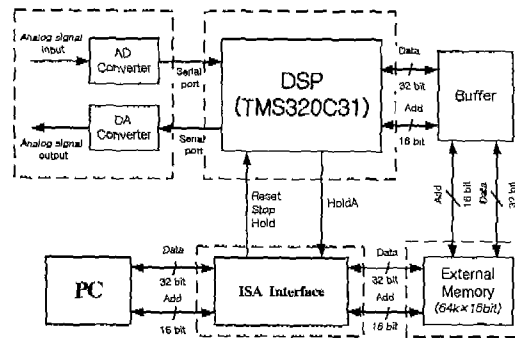 Analog signal
input
AD
Converter
Serial
port
DSP
(TMS320C31)
Data
32 bit
Add
16 bit
Buffer
DA
Converter
Analog signal
output
Serial
port
Reset
Stop
Hold
HoldA
Add
16 bit
Data
32 bit
PC
Data
32 bit
Add
16 bit
ISA Interface
Data
32 bit
Add
16 bit
External
Memory
(64k×16bit)